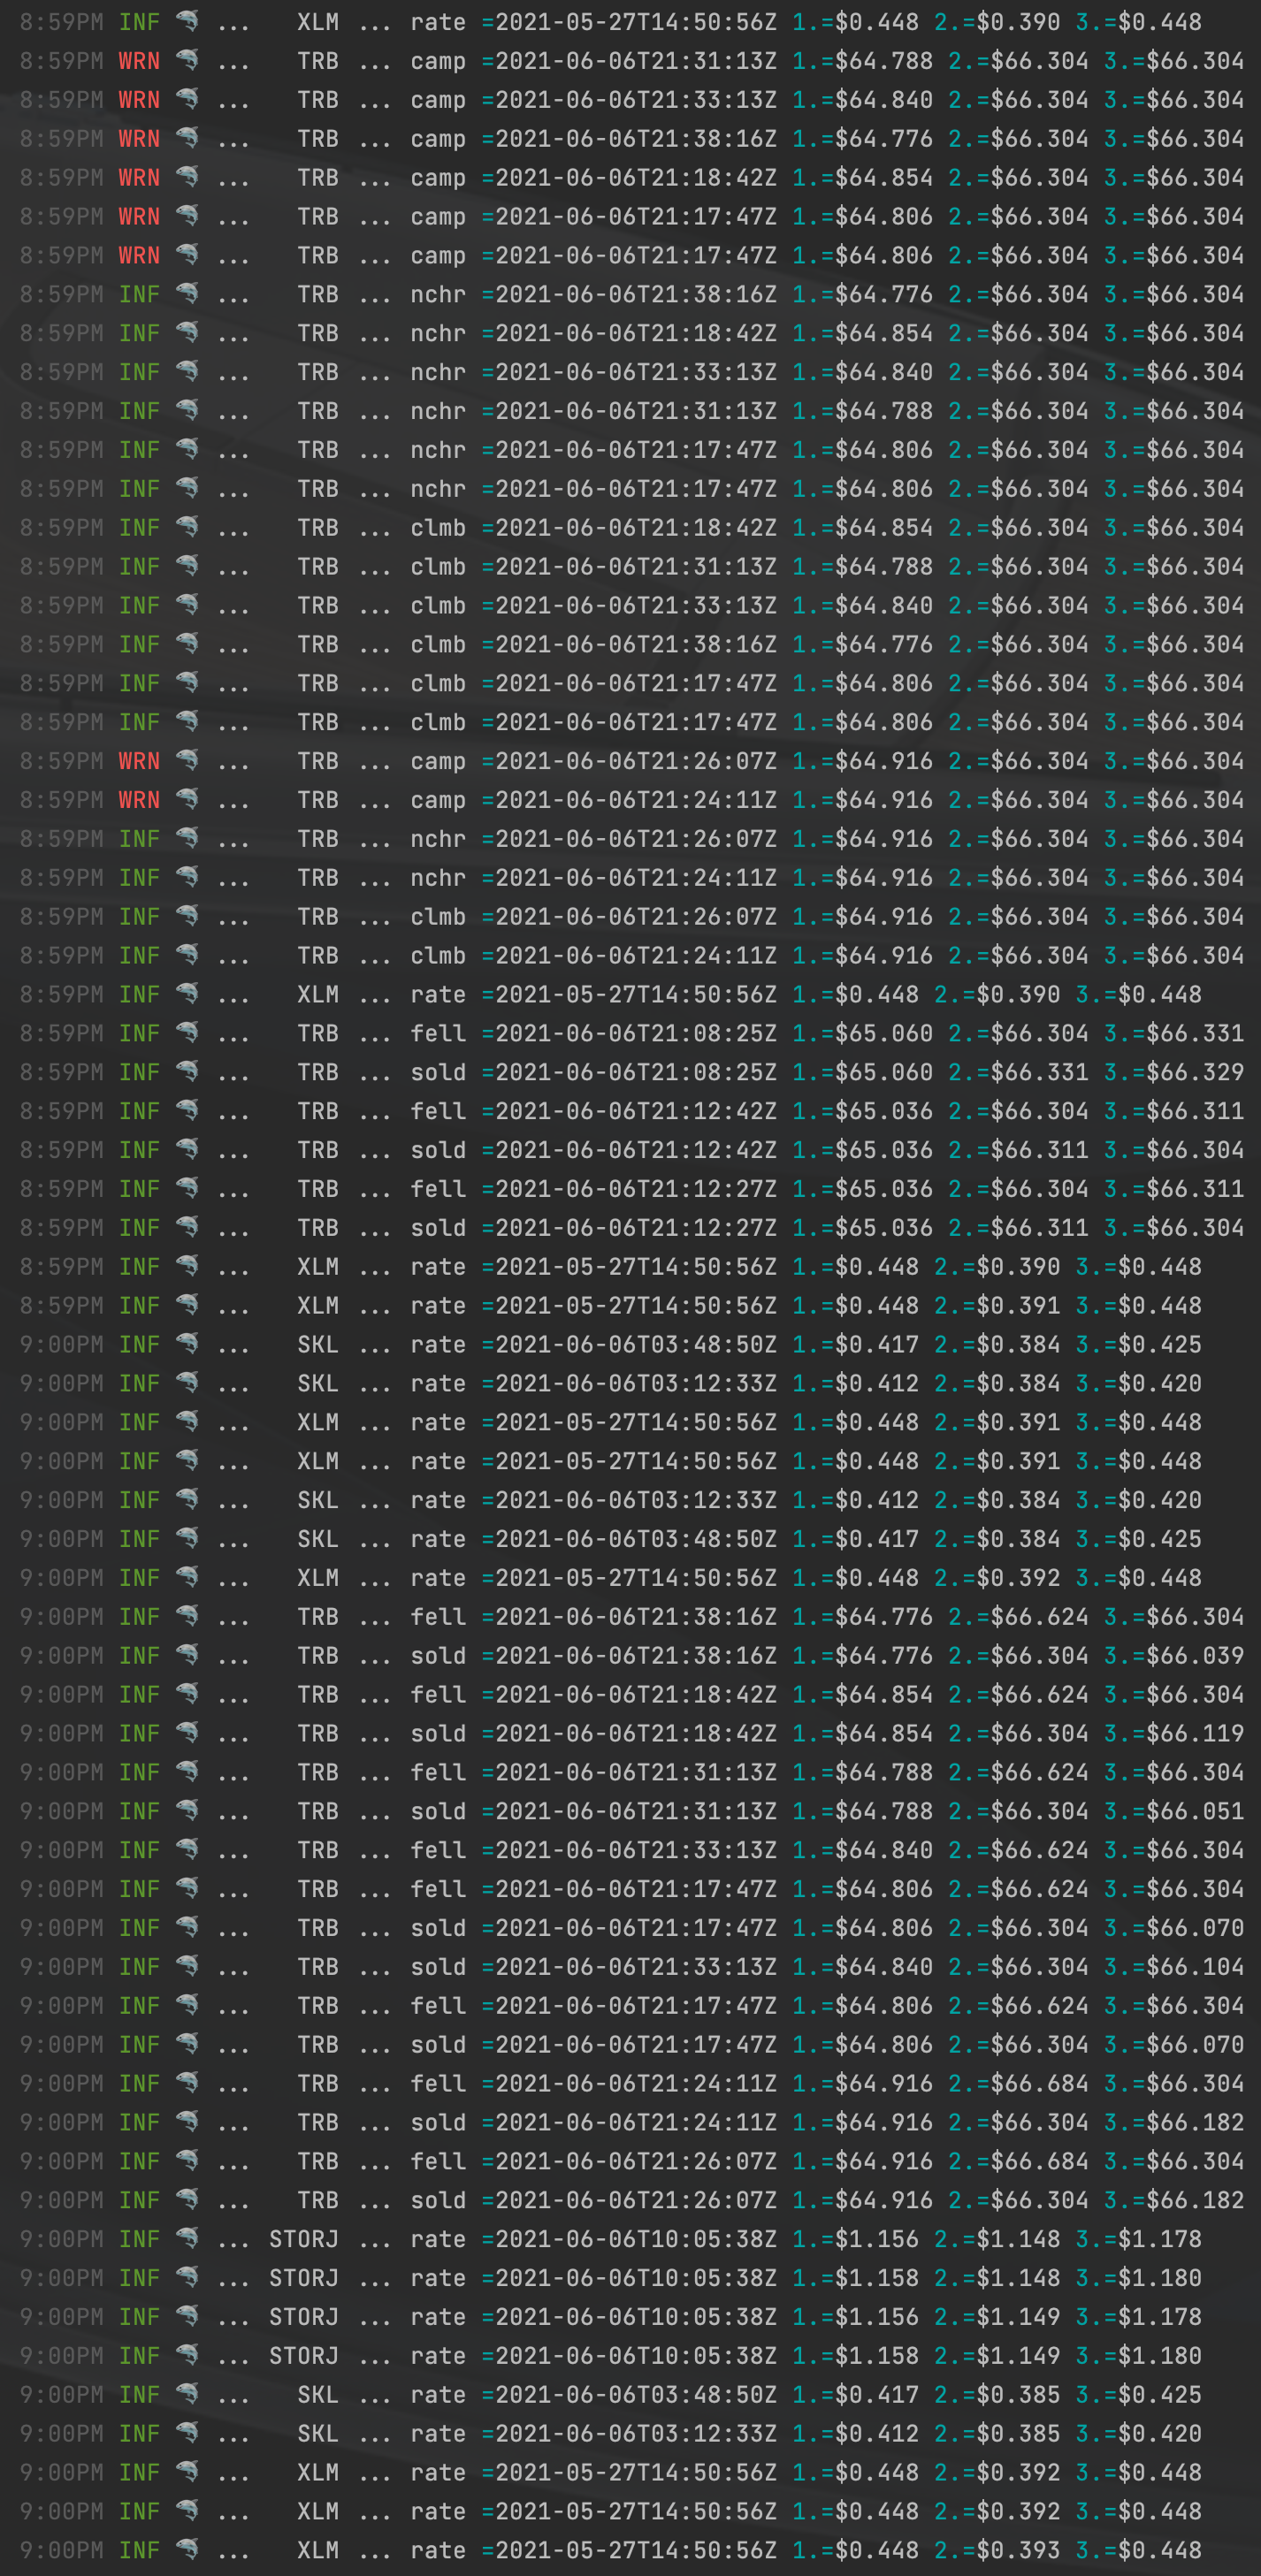 8:59PM INF 🐬 ... XLM ... rate =2021-05-27T14:50:56Z 1.=$0.448 2.=$0.390 3.=$0.448
8:59PM WRN 🐬 ... TRB ... camp =2021-06-06T21:31:13Z 1.=$64.788 2.=$66.304 3.=$66.304
8:59PM WRN 🐬 ... TRB ... camp =2021-06-06T21:33:13Z 1.=$64.840 2.=$66.304 3.=$66.304
8:59PM WRN 🐬 ... TRB ... camp =2021-06-06T21:38:16Z 1.=$64.776 2.=$66.304 3.=$66.304
8:59PM WRN 🐬 ... TRB ... camp =2021-06-06T21:18:42Z 1.=$64.854 2.=$66.304 3.=$66.304
8:59PM WRN 🐬 ... TRB ... camp =2021-06-06T21:17:47Z 1.=$64.806 2.=$66.304 3.=$66.304
8:59PM WRN 🐬 ... TRB ... camp =2021-06-06T21:17:47Z 1.=$64.806 2.=$66.304 3.=$66.304
8:59PM INF 🐬 ... TRB ... nchr =2021-06-06T21:38:16Z 1.=$64.776 2.=$66.304 3.=$66.304
8:59PM INF 🐬 ... TRB ... nchr =2021-06-06T21:18:42Z 1.=$64.854 2.=$66.304 3.=$66.304
8:59PM INF 🐬 ... TRB ... nchr =2021-06-06T21:33:13Z 1.=$64.840 2.=$66.304 3.=$66.304
8:59PM INF 🐬 ... TRB ... nchr =2021-06-06T21:31:13Z 1.=$64.788 2.=$66.304 3.=$66.304
8:59PM INF 🐬 ... TRB ... nchr =2021-06-06T21:17:47Z 1.=$64.806 2.=$66.304 3.=$66.304
8:59PM INF 🐬 ... TRB ... nchr =2021-06-06T21:17:47Z 1.=$64.806 2.=$66.304 3.=$66.304
8:59PM INF 🐬 ... TRB ... clmb =2021-06-06T21:18:42Z 1.=$64.854 2.=$66.304 3.=$66.304
8:59PM INF 🐬 ... TRB ... clmb =2021-06-06T21:31:13Z 1.=$64.788 2.=$66.304 3.=$66.304
8:59PM INF 🐬 ... TRB ... clmb =2021-06-06T21:33:13Z 1.=$64.840 2.=$66.304 3.=$66.304
8:59PM INF 🐬 ... TRB ... clmb =2021-06-06T21:38:16Z 1.=$64.776 2.=$66.304 3.=$66.304
8:59PM INF 🐬 ... TRB ... clmb =2021-06-06T21:17:47Z 1.=$64.806 2.=$66.304 3.=$66.304
8:59PM INF 🐬 ... TRB ... clmb =2021-06-06T21:17:47Z 1.=$64.806 2.=$66.304 3.=$66.304
8:59PM WRN 🐬 ... TRB ... camp =2021-06-06T21:26:07Z 1.=$64.916 2.=$66.304 3.=$66.304
8:59PM WRN 🐬 ... TRB ... camp =2021-06-06T21:24:11Z 1.=$64.916 2.=$66.304 3.=$66.304
8:59PM INF 🐬 ... TRB ... nchr =2021-06-06T21:26:07Z 1.=$64.916 2.=$66.304 3.=$66.304
8:59PM INF 🐬 ... TRB ... nchr =2021-06-06T21:24:11Z 1.=$64.916 2.=$66.304 3.=$66.304
8:59PM INF 🐬 ... TRB ... clmb =2021-06-06T21:26:07Z 1.=$64.916 2.=$66.304 3.=$66.304
8:59PM INF 🐬 ... TRB ... clmb =2021-06-06T21:24:11Z 1.=$64.916 2.=$66.304 3.=$66.304
8:59PM INF 🐬 ... XLM ... rate =2021-05-27T14:50:56Z 1.=$0.448 2.=$0.390 3.=$0.448
8:59PM INF 🐬 ... TRB ... fell =2021-06-06T21:08:25Z 1.=$65.060 2.=$66.304 3.=$66.331
8:59PM INF 🐬 ... TRB ... sold =2021-06-06T21:08:25Z 1.=$65.060 2.=$66.331 3.=$66.329
8:59PM INF 🐬 ... TRB ... fell =2021-06-06T21:12:42Z 1.=$65.036 2.=$66.304 3.=$66.311
8:59PM INF 🐬 ... TRB ... sold =2021-06-06T21:12:42Z 1.=$65.036 2.=$66.311 3.=$66.304
8:59PM INF 🐬 ... TRB ... fell =2021-06-06T21:12:27Z 1.=$65.036 2.=$66.304 3.=$66.311
8:59PM INF 🐬 ... TRB ... sold =2021-06-06T21:12:27Z 1.=$65.036 2.=$66.311 3.=$66.304
8:59PM INF 🐬 ... XLM ... rate =2021-05-27T14:50:56Z 1.=$0.448 2.=$0.390 3.=$0.448
8:59PM INF 🐬 ... XLM ... rate =2021-05-27T14:50:56Z 1.=$0.448 2.=$0.391 3.=$0.448
9:00PM INF 🐬 ... SKL ... rate =2021-06-06T03:48:50Z 1.=$0.417 2.=$0.384 3.=$0.425
9:00PM INF 🐬 ... SKL ... rate =2021-06-06T03:12:33Z 1.=$0.412 2.=$0.384 3.=$0.420
9:00PM INF 🐬 ... XLM ... rate =2021-05-27T14:50:56Z 1.=$0.448 2.=$0.391 3.=$0.448
9:00PM INF 🐬 ... XLM ... rate =2021-05-27T14:50:56Z 1.=$0.448 2.=$0.391 3.=$0.448
9:00PM INF 🐬 ... SKL ... rate =2021-06-06T03:12:33Z 1.=$0.412 2.=$0.384 3.=$0.420
9:00PM INF 🐬 ... SKL ... rate =2021-06-06T03:48:50Z 1.=$0.417 2.=$0.384 3.=$0.425
9:00PM INF 🐬 ... XLM ... rate =2021-05-27T14:50:56Z 1.=$0.448 2.=$0.392 3.=$0.448
9:00PM INF 🐬 ... TRB ... fell =2021-06-06T21:38:16Z 1.=$64.776 2.=$66.624 3.=$66.304
9:00PM INF 🐬 ... TRB ... sold =2021-06-06T21:38:16Z 1.=$64.776 2.=$66.304 3.=$66.039
9:00PM INF 🐬 ... TRB ... fell =2021-06-06T21:18:42Z 1.=$64.854 2.=$66.624 3.=$66.304
9:00PM INF 🐬 ... TRB ... sold =2021-06-06T21:18:42Z 1.=$64.854 2.=$66.304 3.=$66.119
9:00PM INF 🐬 ... TRB ... fell =2021-06-06T21:31:13Z 1.=$64.788 2.=$66.624 3.=$66.304
9:00PM INF 🐬 ... TRB ... sold =2021-06-06T21:31:13Z 1.=$64.788 2.=$66.304 3.=$66.051
9:00PM INF 🐬 ... TRB ... fell =2021-06-06T21:33:13Z 1.=$64.840 2.=$66.624 3.=$66.304
9:00PM INF 🐬 ... TRB ... fell =2021-06-06T21:17:47Z 1.=$64.806 2.=$66.624 3.=$66.304
9:00PM INF 🐬 ... TRB ... sold =2021-06-06T21:17:47Z 1.=$64.806 2.=$66.304 3.=$66.070
9:00PM INF 🐬 ... TRB ... sold =2021-06-06T21:33:13Z 1.=$64.840 2.=$66.304 3.=$66.104
9:00PM INF 🐬 ... TRB ... fell =2021-06-06T21:17:47Z 1.=$64.806 2.=$66.624 3.=$66.304
9:00PM INF 🐬 ... TRB ... sold =2021-06-06T21:17:47Z 1.=$64.806 2.=$66.304 3.=$66.070
9:00PM INF 🐬 ... TRB ... fell =2021-06-06T21:24:11Z 1.=$64.916 2.=$66.684 3.=$66.304
9:00PM INF 🐬 ... TRB ... sold =2021-06-06T21:24:11Z 1.=$64.916 2.=$66.304 3.=$66.182
9:00PM INF 🐬 ... TRB ... fell =2021-06-06T21:26:07Z 1.=$64.916 2.=$66.684 3.=$66.304
9:00PM INF 🐬 ... TRB ... sold =2021-06-06T21:26:07Z 1.=$64.916 2.=$66.304 3.=$66.182
9:00PM INF 🐬 ... STORJ ... rate =2021-06-06T10:05:38Z 1.=$1.156 2.=$1.148 3.=$1.178
9:00PM INF 🐬 ... STORJ ... rate =2021-06-06T10:05:38Z 1.=$1.158 2.=$1.148 3.=$1.180
9:00PM INF 🐬 ... STORJ ... rate =2021-06-06T10:05:38Z 1.=$1.156 2.=$1.149 3.=$1.178
9:00PM INF 🐬 ... STORJ ... rate =2021-06-06T10:05:38Z 1.=$1.158 2.=$1.149 3.=$1.180
9:00PM INF 🐬 ... SKL ... rate =2021-06-06T03:48:50Z 1.=$0.417 2.=$0.385 3.=$0.425
9:00PM INF 🐬 ... SKL ... rate =2021-06-06T03:12:33Z 1.=$0.412 2.=$0.385 3.=$0.420
9:00PM INF 🐬 ... XLM ... rate =2021-05-27T14:50:56Z 1.=$0.448 2.=$0.392 3.=$0.448
9:00PM INF 🐬 ... XLM ... rate =2021-05-27T14:50:56Z 1.=$0.448 2.=$0.392 3.=$0.448
9:00PM INF 🐬 ... XLM ... rate =2021-05-27T14:50:56Z 1.=$0.448 2.=$0.393 3.=$0.448